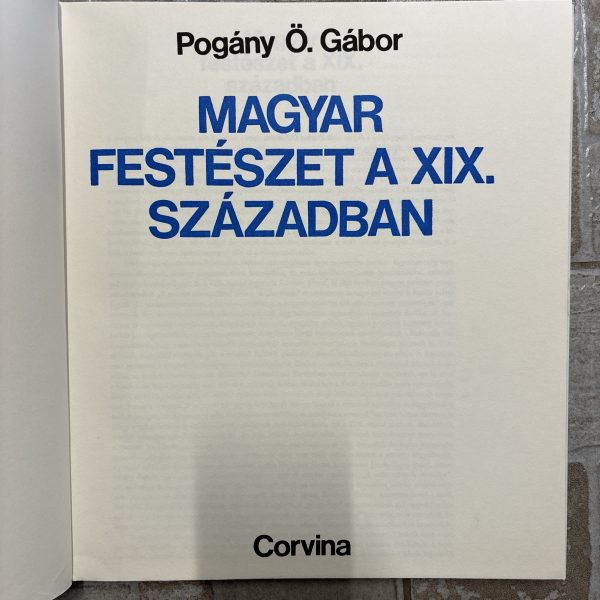 Pogány Ö. Gábor
MAGYAR
FESTÉSZET A XIX.
SZÁZADBAN
Corvina